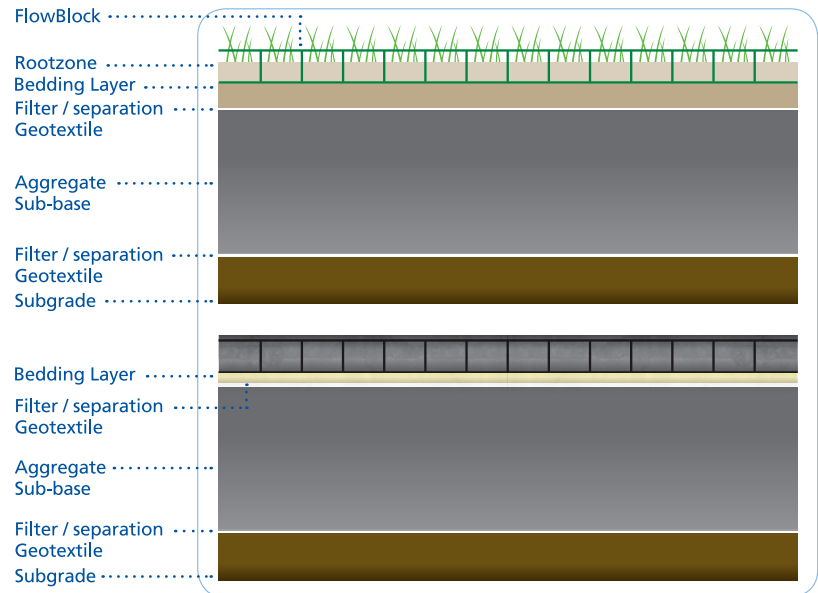 FlowBlock
Rootzone
Bedding Layer
Filter / separation
Geotextile
Aggregate
Sub-base
Filter / separation
Geotextile
Subgrade
Bedding Layer
Filter / separation
Geotextile
Aggregate
Sub-base
Filter / separation
Geotextile
Subgrade